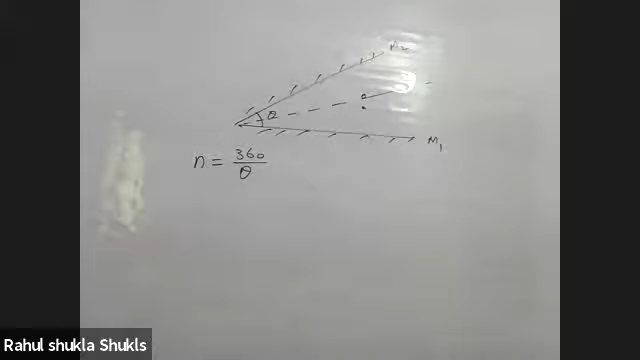 M₂
θ
M₁
n = 360/θ
Rahul shukla Shukls